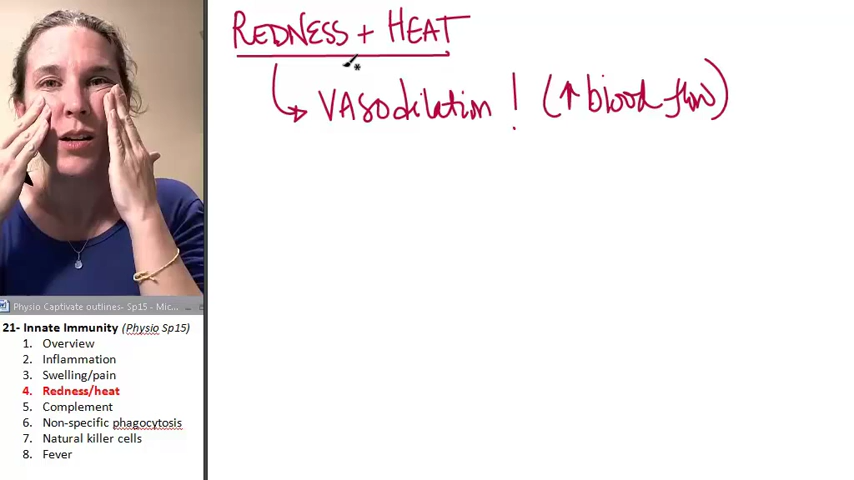 REDNESS + HEAT
VASodilation ! (↑ blood flow)
Physio Captivate outlines- Sp15 - Mic...
21- Innate Immunity (Physio Sp15)
1. Overview
2. Inflammation
3. Swelling/pain
4. Redness/heat
5. Complement
6. Non-specific phagocytosis
7. Natural killer cells
8. Fever